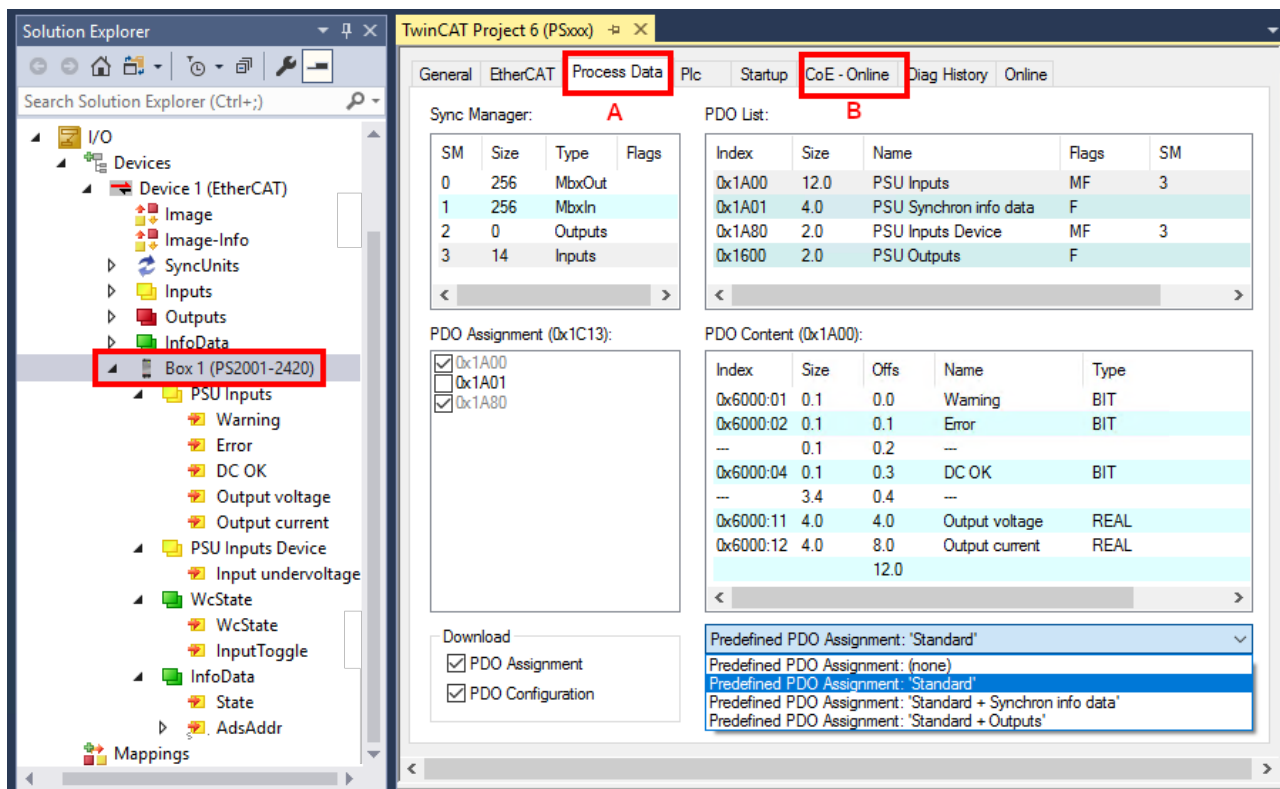 Solution Explorer
Search Solution Explorer (Ctrl+;)
I/O
Devices
Device 1 (EtherCAT)
Image
Image-Info
SyncUnits
Inputs
Outputs
InfoData
Box 1 (PS2001-2420)
PSU Inputs
Warning
Error
DC OK
Output voltage
Output current
PSU Inputs Device
Input undervoltage
WcState
WcState
InputToggle
InfoData
State
AdsAddr
Mappings
TwinCAT Project 6 (PSxxx)
General EtherCAT Process Data Plc Startup CoE - Online Diag History Online
A B
Sync Manager:
SM Size Type Flags
0 256 MbxOut
1 256 MbxIn
2 0 Outputs
3 14 Inputs
PDO List:
Index Size Name Flags SM
0x1A00 12.0 PSU Inputs MF 3
0x1A01 4.0 PSU Synchron info data F
0x1A80 2.0 PSU Inputs Device MF 3
0x1600 2.0 PSU Outputs F
PDO Assignment (0x1C13):
0x1A00
0x1A01
0x1A80
PDO Content (0x1A00):
Index Size Offs Name Type
0x6000:01 0.1 0.0 Warning BIT
0x6000:02 0.1 0.1 Error BIT
--- 0.1 0.2 ---
0x6000:04 0.1 0.3 DC OK BIT
--- 3.4 0.4 ---
0x6000:11 4.0 4.0 Output voltage REAL
0x6000:12 4.0 8.0 Output current REAL
12.0
Download
PDO Assignment
PDO Configuration
Predefined PDO Assignment: 'Standard'
Predefined PDO Assignment: (none)
Predefined PDO Assignment: 'Standard'
Predefined PDO Assignment: 'Standard + Synchron info data'
Predefined PDO Assignment: 'Standard + Outputs'